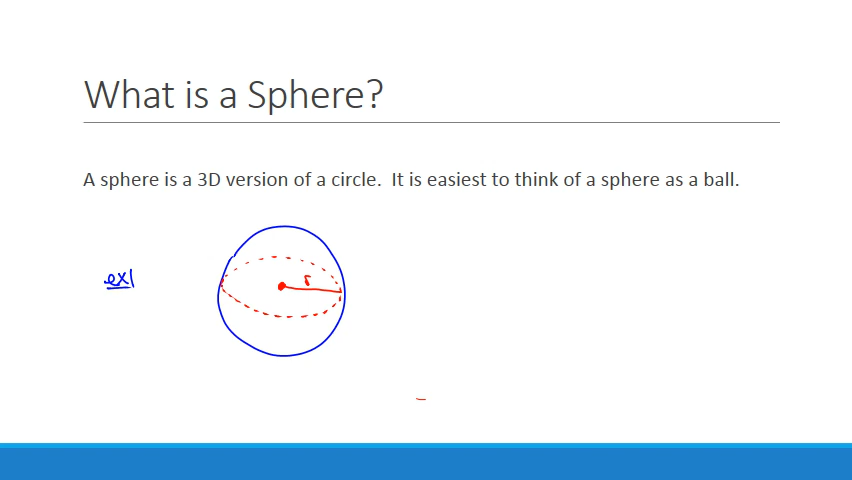 What is a Sphere?
A sphere is a 3D version of a circle. It is easiest to think of a sphere as a ball.
r
ex1